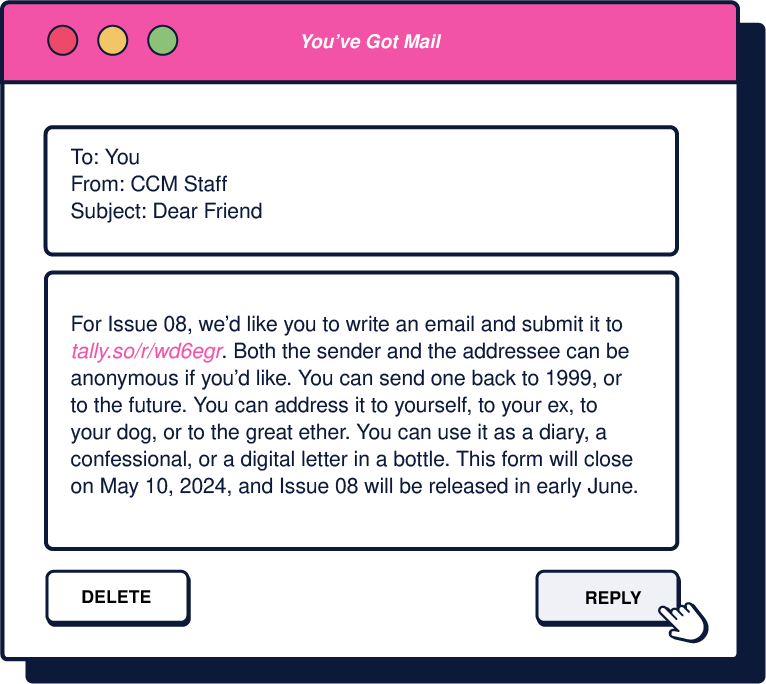 You’ve Got Mail
To: You
From: CCM Staff
Subject: Dear Friend
For Issue 08, we’d like you to write an email and submit it to
tally.so/r/wd6egr. Both the sender and the addressee can be
anonymous if you’d like. You can send one back to 1999, or
to the future. You can address it to yourself, to your ex, to
your dog, or to the great ether. You can use it as a diary, a
confessional, or a digital letter in a bottle. This form will close
on May 10, 2024, and Issue 08 will be released in early June.
DELETE
REPLY